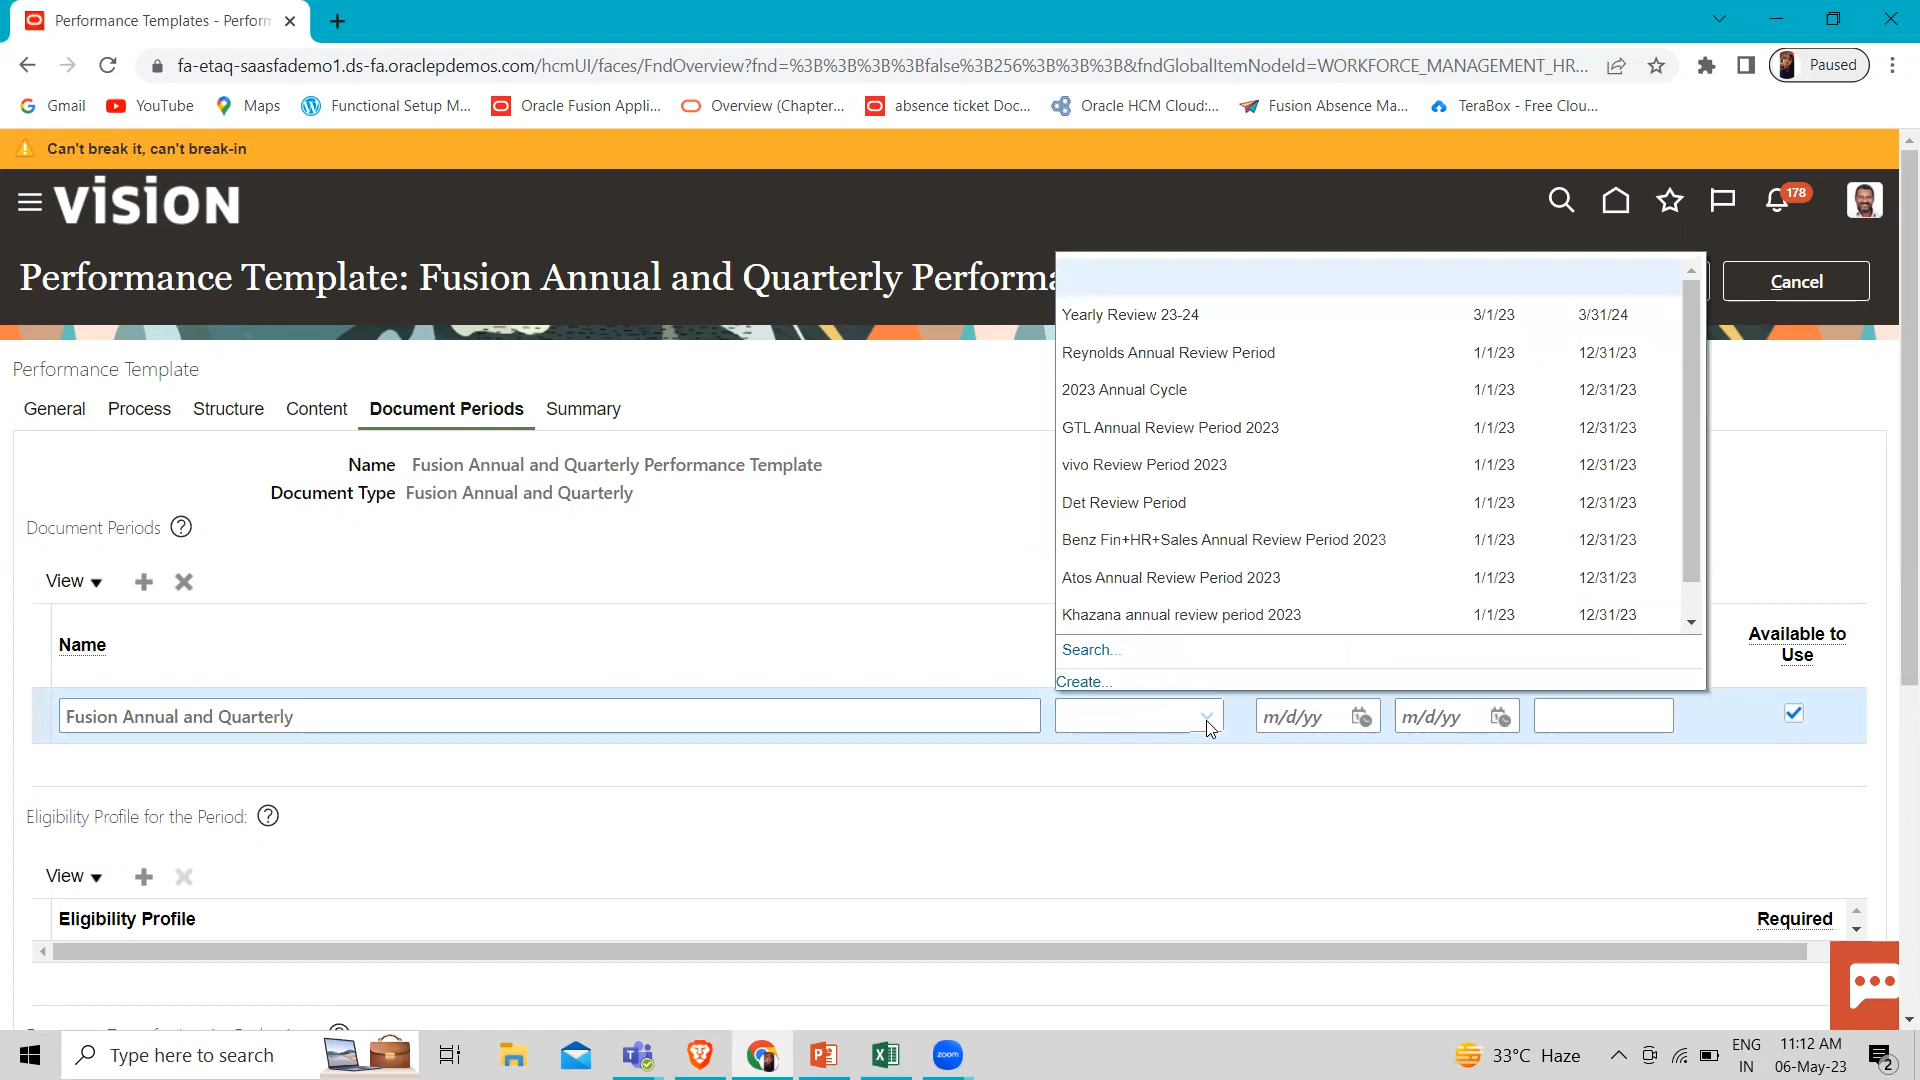 Performance Templates - Perform
fa-etaq-saasfademo1.ds-fa.oraclepdemos.com/hcmUI/faces/FndOverview?fnd=%3B%3B%3B%3Bfalse%3B256%3B%3B%3B&fndGlobalItemNodeId=WORKFORCE_MANAGEMENT_HR...
Paused
Gmail YouTube Maps Functional Setup M... Oracle Fusion Appli... Overview (Chapter... absence ticket Doc... Oracle HCM Cloud:... Fusion Absence Ma... TeraBox - Free Clou...
Can't break it, can't break-in
VISION
178
Performance Template: Fusion Annual and Quarterly Performa
Cancel
Yearly Review 23-24 3/1/23 3/31/24
Reynolds Annual Review Period 1/1/23 12/31/23
2023 Annual Cycle 1/1/23 12/31/23
GTL Annual Review Period 2023 1/1/23 12/31/23
vivo Review Period 2023 1/1/23 12/31/23
Det Review Period 1/1/23 12/31/23
Benz Fin+HR+Sales Annual Review Period 2023 1/1/23 12/31/23
Atos Annual Review Period 2023 1/1/23 12/31/23
Khazana annual review period 2023 1/1/23 12/31/23
Search...
Create...
Performance Template
General Process Structure Content Document Periods Summary
Name Fusion Annual and Quarterly Performance Template
Document Type Fusion Annual and Quarterly
Document Periods
View
Name
Available to
Use
Fusion Annual and Quarterly m/d/yy m/d/yy
Eligibility Profile for the Period:
View
Eligibility Profile Required
Type here to search
zoom
33°C Haze
ENG
IN
11:12 AM
06-May-23
2